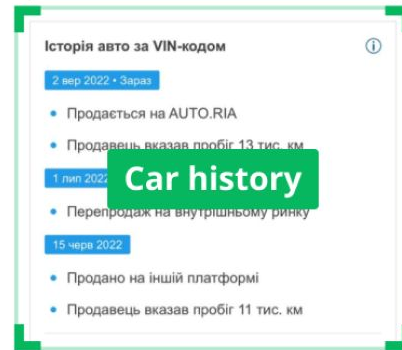 Історія авто за VIN-кодом
2 вер 2022 • Зараз
• Продається на AUTO.RIA
• Продавець вказав пробіг 13 тис. км
1 лип 2022
Car history
• Перепродаж на внутрішньому ринку
15 черв 2022
• Продано на іншій платформі
• Продавець вказав пробіг 11 тис. км